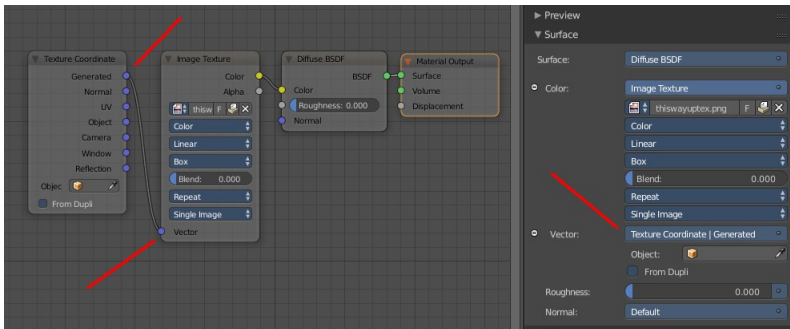 Texture Coordinate
Generated
Normal
UV
Object
Camera
Window
Reflection
Objec
From Dupli
Image Texture
Color
Alpha
thisw F
Color
Linear
Box
Blend: 0.000
Repeat
Single Image
Vector
Diffuse BSDF
BSDF
Color
Roughness: 0.000
Normal
Material Output
Surface
Volume
Displacement
Preview
Surface
Surface: Diffuse BSDF
Color: Image Texture
thiswayuptex.png F
Color
Linear
Box
Blend: 0.000
Repeat
Single Image
Vector: Texture Coordinate | Generated
Object:
From Dupli
Roughness: 0.000
Normal: Default